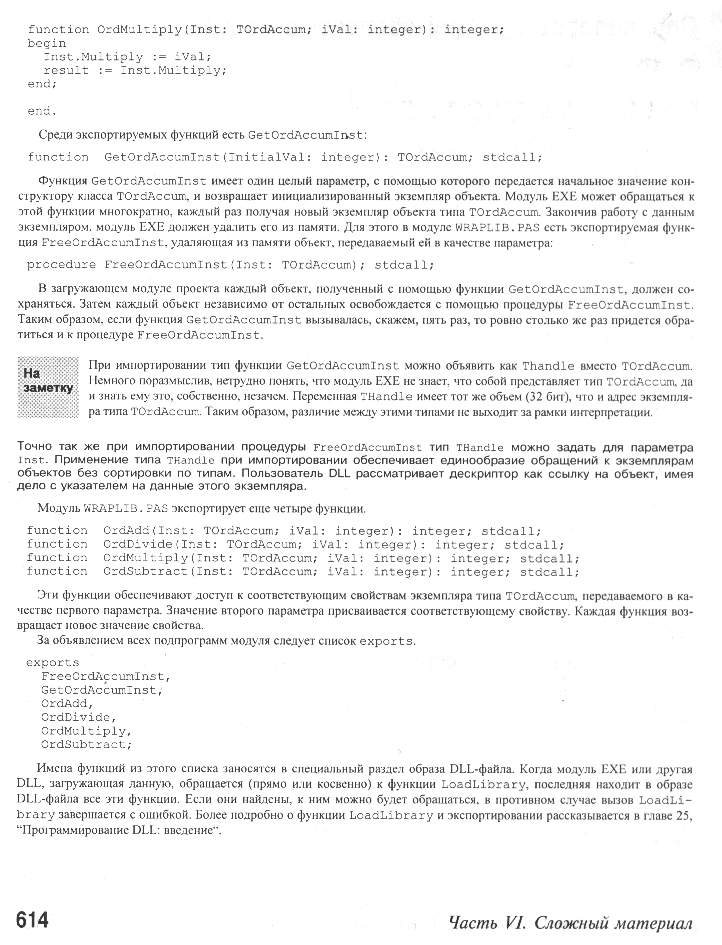 function OrdMultiply(Inst: TOrdAccum; iVal: integer): integer;
begin
Inst.Multiply := iVal;
result := Inst.Multiply;
end;
end.
Среди экспортируемых функций есть GetOrdAccumInst:
function GetOrdAccumInst(InitialVal: integer): TOrdAccum; stdcall;
Функция GetOrdAccumInst имеет один целый параметр, с помощью которого передается начальное значение кон-
структору класса TOrdAccum, и возвращает инициализированный экземпляр объекта. Модуль EXE может обращаться к
этой функции многократно, каждый раз получая новый экземпляр объекта типа TOrdAccum. Закончив работу с данным
экземпляром, модуль EXE должен удалить его из памяти. Для этого в модуле WRAPLIB.PAS есть экспортируемая функ-
ция FreeOrdAccumInst, удаляющая из памяти объект, передаваемый ей в качестве параметра:
procedure FreeOrdAccumInst(Inst: TOrdAccum); stdcall;
В загружающем модуле проекта каждый объект, полученный с помощью функции GetOrdAccumInst, должен со-
храняться. Затем каждый объект независимо от остальных освобождается с помощью процедуры FreeOrdAccumInst.
Таким образом, если функция GetOrdAccumInst вызывалась, скажем, пять раз, то ровно столько же раз придется обра-
титься и к процедуре FreeOrdAccumInst.
На
заметку
При импортировании тип функции GetOrdAccumInst можно объявить как Thandle вместо TOrdAccum.
Немного поразмыслив, нетрудно понять, что модуль EXE не знает, что собой представляет тип TOrdAccum, да
и знать ему это, собственно, незачем. Переменная THandle имеет тот же объем (32 бит), что и адрес экземпля-
ра типа TOrdAccum. Таким образом, различие между этими типами не выходит за рамки интерпретации.
Точно так же при импортировании процедуры FreeOrdAccumInst тип THandle можно задать для параметра
Inst. Применение типа THandle при импортировании обеспечивает единообразие обращений к экземплярам
объектов без сортировки по типам. Пользователь DLL рассматривает дескриптор как ссылку на объект, имея
дело с указателем на данные этого экземпляра.
Модуль WRAPLIB.PAS экспортирует еще четыре функции.
function OrdAdd(Inst: TOrdAccum; iVal: integer): integer; stdcall;
function OrdDivide(Inst: TOrdAccum; iVal: integer): integer; stdcall;
function OrdMultiply(Inst: TOrdAccum; iVal: integer): integer; stdcall;
function OrdSubtract(Inst: TOrdAccum; iVal: integer): integer; stdcall;
Эти функции обеспечивают доступ к соответствующим свойствам экземпляра типа TOrdAccum, передаваемого в ка-
честве первого параметра. Значение второго параметра присваивается соответствующему свойству. Каждая функция воз-
вращает новое значение свойства.
За объявлением всех подпрограмм модуля следует список exports.
exports
FreeOrdAccumInst,
GetOrdAccumInst,
OrdAdd,
OrdDivide,
OrdMultiply,
OrdSubtract;
Имена функций из этого списка заносятся в специальный раздел образа DLL-файла. Когда модуль EXE или другая
DLL, загружающая данную, обращается (прямо или косвенно) к функции LoadLibrary, последняя находит в образе
DLL-файла все эти функции. Если они найдены, к ним можно будет обращаться, в противном случае вызов LoadLi-
brary завершается с ошибкой. Более подробно о функции LoadLibrary и экспортировании рассказывается в главе 25,
“Программирование DLL: введение“.
614
Часть VI. Сложный материал